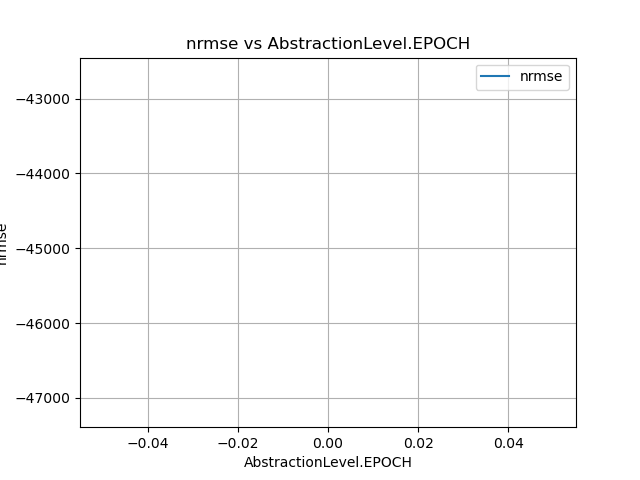 nrmse vs AbstractionLevel.EPOCH
nrmse
−43000
−44000
−45000
−46000
−47000
nrmse
−0.04
−0.02
0.00
0.02
0.04
AbstractionLevel.EPOCH